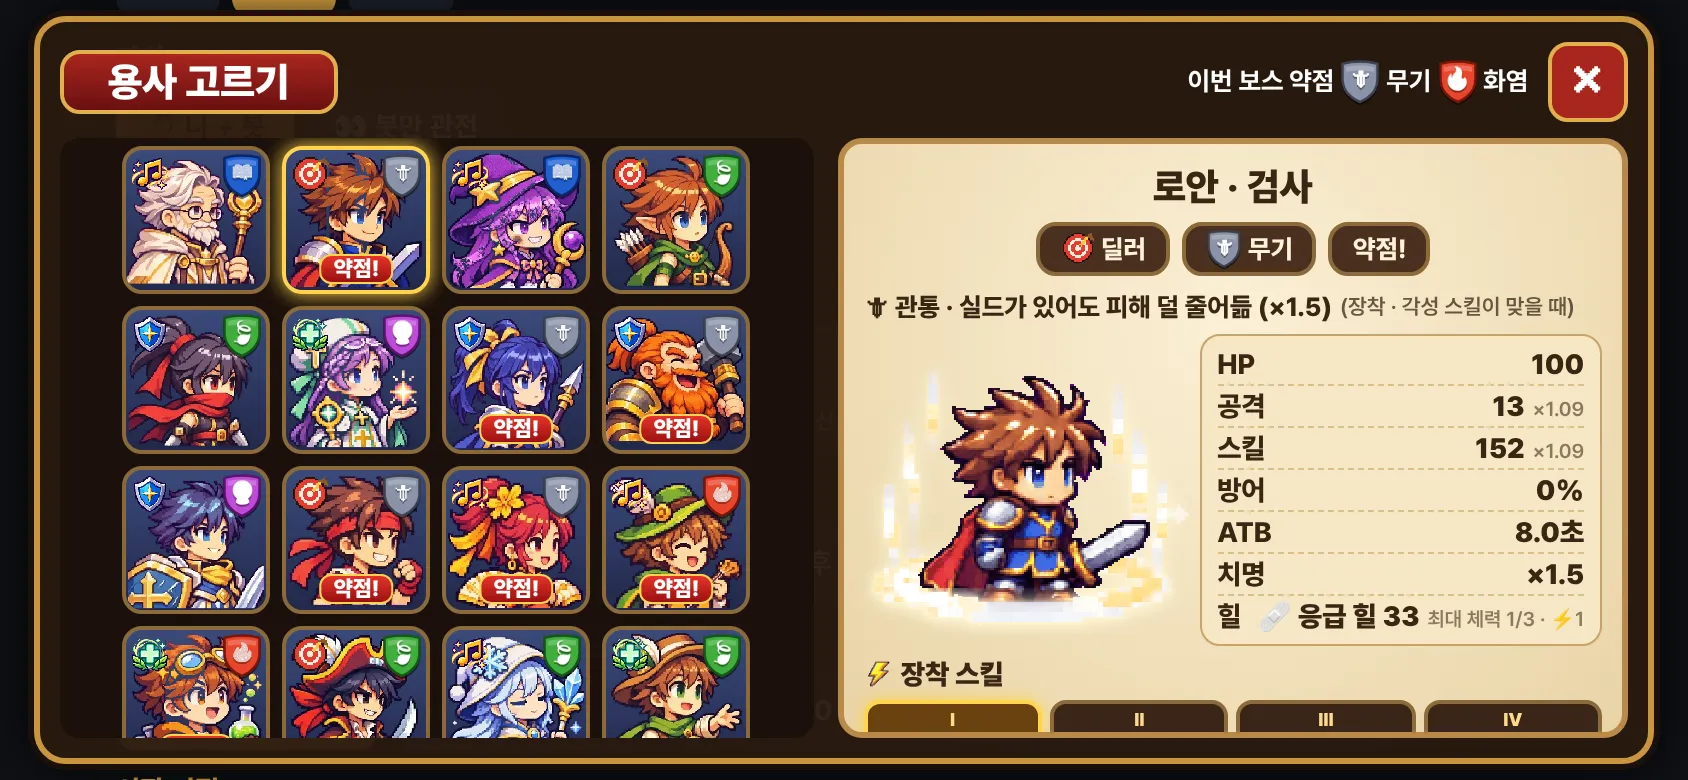 용사 고르기
이번 보스 약점 무기 화염
약점!
약점! 약점!
약점! 약점! 약점!
로안 · 검사
딜러 무기 약점!
관통 · 실드가 있어도 피해 덜 줄어듦 (×1.5) (장착 · 각성 스킬이 맞을 때)
HP 100
공격 13 ×1.09
스킬 152 ×1.09
방어 0%
ATB 8.0초
치명 ×1.5
힐 응급 힐 33 최대 체력 1/3 · ⚡1
⚡ 장착 스킬
I II III IV